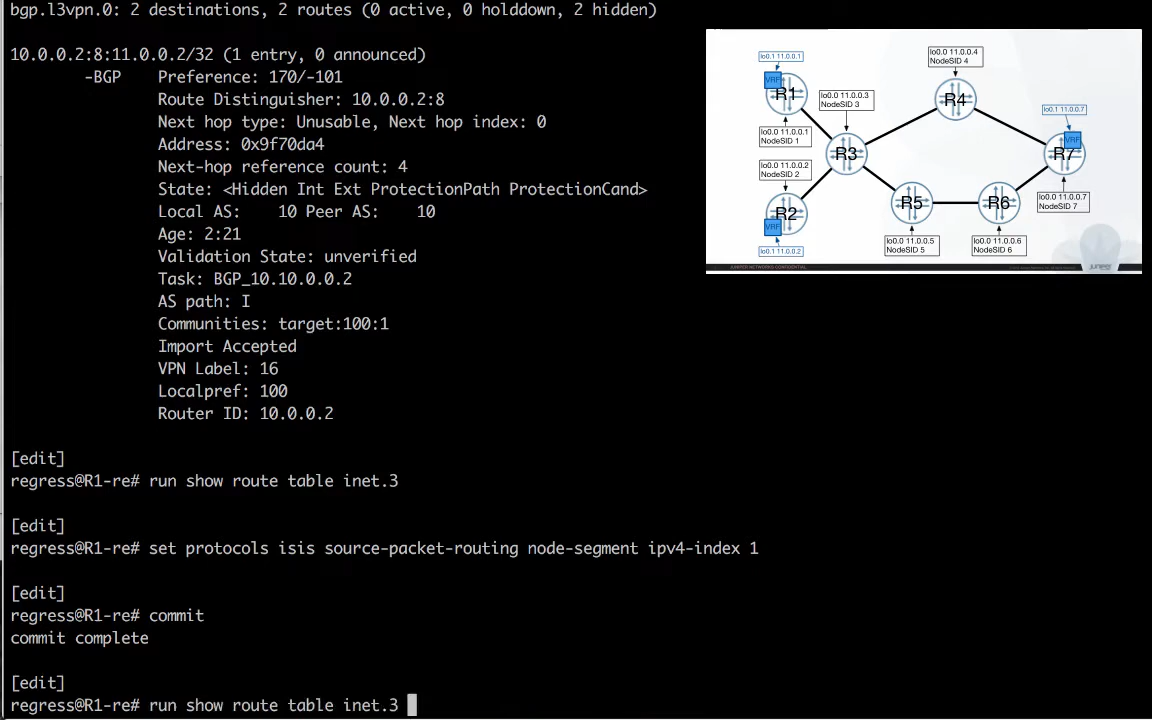 bgp.l3vpn.0: 2 destinations, 2 routes (0 active, 0 holddown, 2 hidden)
10.0.0.2:8:11.0.0.2/32 (1 entry, 0 announced)
-BGP Preference: 170/-101
Route Distinguisher: 10.0.0.2:8
Next hop type: Unusable, Next hop index: 0
Address: 0x9f70da4
Next-hop reference count: 4
State: <Hidden Int Ext ProtectionPath ProtectionCand>
Local AS: 10 Peer AS: 10
Age: 2:21
Validation State: unverified
Task: BGP_10.10.0.0.2
AS path: I
Communities: target:100:1
Import Accepted
VPN Label: 16
Localpref: 100
Router ID: 10.0.0.2
[edit]
regress@R1-re# run show route table inet.3
[edit]
regress@R1-re# set protocols isis source-packet-routing node-segment ipv4-index 1
[edit]
regress@R1-re# commit
commit complete
[edit]
regress@R1-re# run show route table inet.3
lo0.1 11.0.0.1
VRF
R1
lo0.0 11.0.0.1
NodeSID 1
lo0.0 11.0.0.3
NodeSID 3
R3
lo0.0 11.0.0.4
NodeSID 4
R4
lo0.1 11.0.0.7
VRF
R7
lo0.0 11.0.0.7
NodeSID 7
lo0.0 11.0.0.2
NodeSID 2
R2
VRF
lo0.1 11.0.0.2
R5
lo0.0 11.0.0.5
NodeSID 5
R6
lo0.0 11.0.0.6
NodeSID 6
JUNIPER NETWORKS CONFIDENTIAL